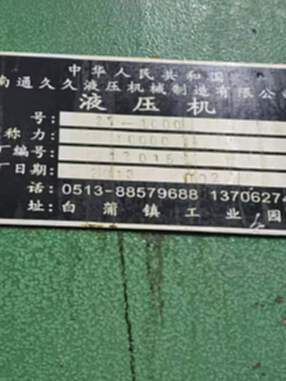 中华人民共和国
南通久久液压机械制造有限公
液压机
号: -1000
称力: 10000
厂编号:
厂日期:
话: 0513-88579688 1370627
址: 白蒲镇工业园